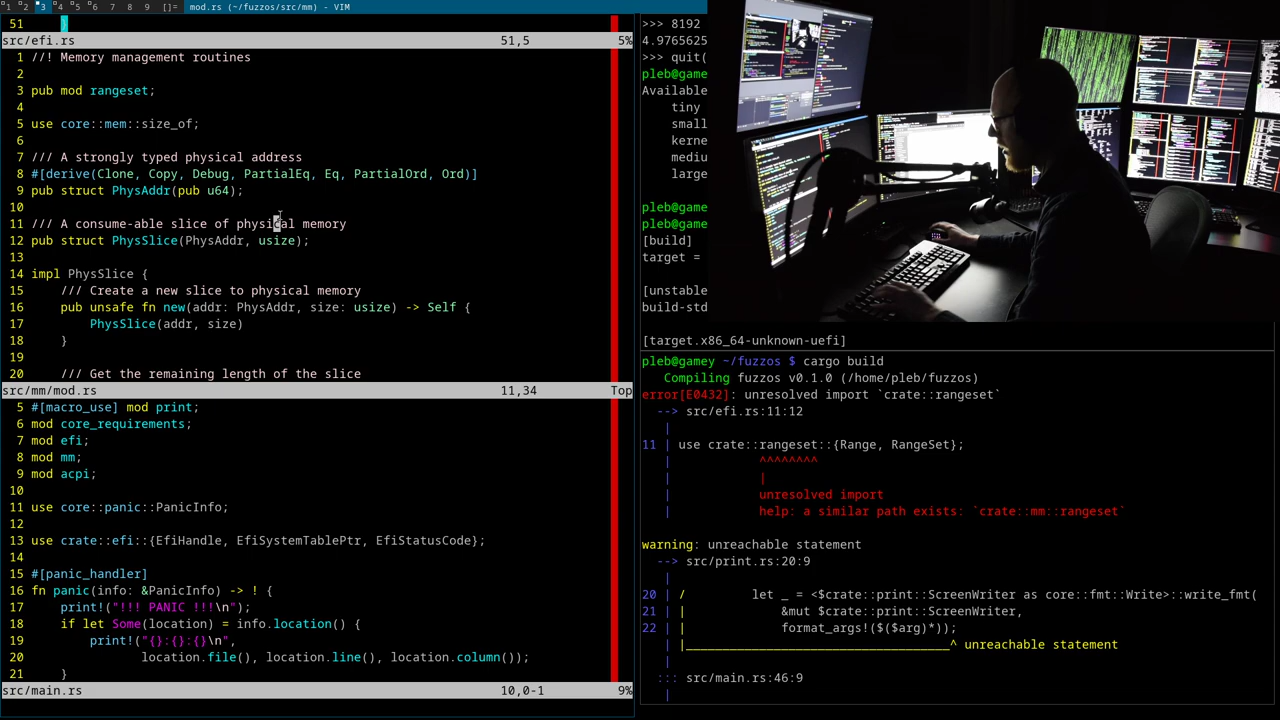 1 2 3 4 5 6 7 8 9 []= mod.rs (~/fuzzos/src/mm) - VIM
51     }
src/efi.rs 51,5 5%
1 //! Memory management routines
2
3 pub mod rangeset;
4
5 use core::mem::size_of;
6
7 /// A strongly typed physical address
8 #[derive(Clone, Copy, Debug, PartialEq, Eq, PartialOrd, Ord)]
9 pub struct PhysAddr(pub u64);
10
11 /// A consume-able slice of physical memory
12 pub struct PhysSlice(PhysAddr, usize);
13
14 impl PhysSlice {
15     /// Create a new slice to physical memory
16     pub unsafe fn new(addr: PhysAddr, size: usize) -> Self {
17         PhysSlice(addr, size)
18     }
19
20     /// Get the remaining length of the slice
src/mm/mod.rs 11,34 Top
5 #[macro_use] mod print;
6 mod core_requirements;
7 mod efi;
8 mod mm;
9 mod acpi;
10
11 use core::panic::PanicInfo;
12
13 use crate::efi::{EfiHandle, EfiSystemTablePtr, EfiStatusCode};
14
15 #[panic_handler]
16 fn panic(info: &PanicInfo) -> ! {
17     print!("!!! PANIC !!!\n");
18     if let Some(location) = info.location() {
19         print!("{}:{}:{}\n",
20                location.file(), location.line(), location.column());
21     }
src/main.rs 10,0-1 9%
>>> 8192
4.9765625
>>> quit(
pleb@game
Available
    tiny
    small
    kerne
    mediu
    large
pleb@game
pleb@game
[build]
target =
[unstable
build-std
[target.x86_64-unknown-uefi]
pleb@gamey ~/fuzzos $ cargo build
   Compiling fuzzos v0.1.0 (/home/pleb/fuzzos)
error[E0432]: unresolved import `crate::rangeset`
  --> src/efi.rs:11:12
   |
11 | use crate::rangeset::{Range, RangeSet};
   |            ^^^^^^^^
   |            |
   |            unresolved import
   |            help: a similar path exists: `crate::mm::rangeset`
warning: unreachable statement
  --> src/print.rs:20:9
   |
20 | /         let _ = <$crate::print::ScreenWriter as core::fmt::Write>::write_fmt(
21 | |             &mut $crate::print::ScreenWriter,
22 | |             format_args!($($arg)*));
   | |____________________________________^ unreachable statement
   |
  ::: src/main.rs:46:9
   |